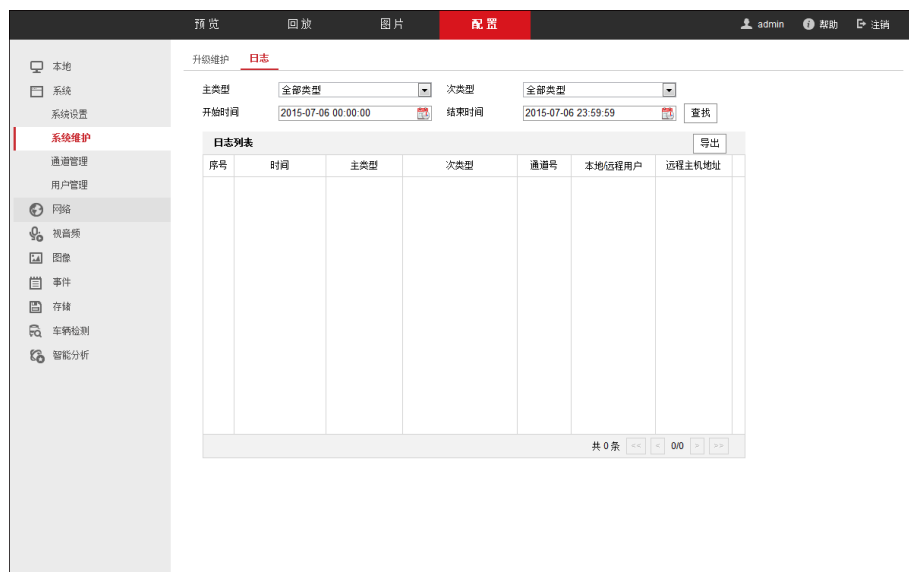 预览 回放 图片 配置 admin 帮助 注销
本地
系统
系统设置
系统维护
通道管理
用户管理
网络
视音频
图像
事件
存储
车辆检测
智能分析
升级维护 日志
主类型 全部类型 次类型 全部类型
开始时间 2015-07-06 00:00:00 结束时间 2015-07-06 23:59:59 查找
日志列表 导出
序号 时间 主类型 次类型 通道号 本地/远程用户 远程主机地址
共 0 条 << < 0/0 > >>